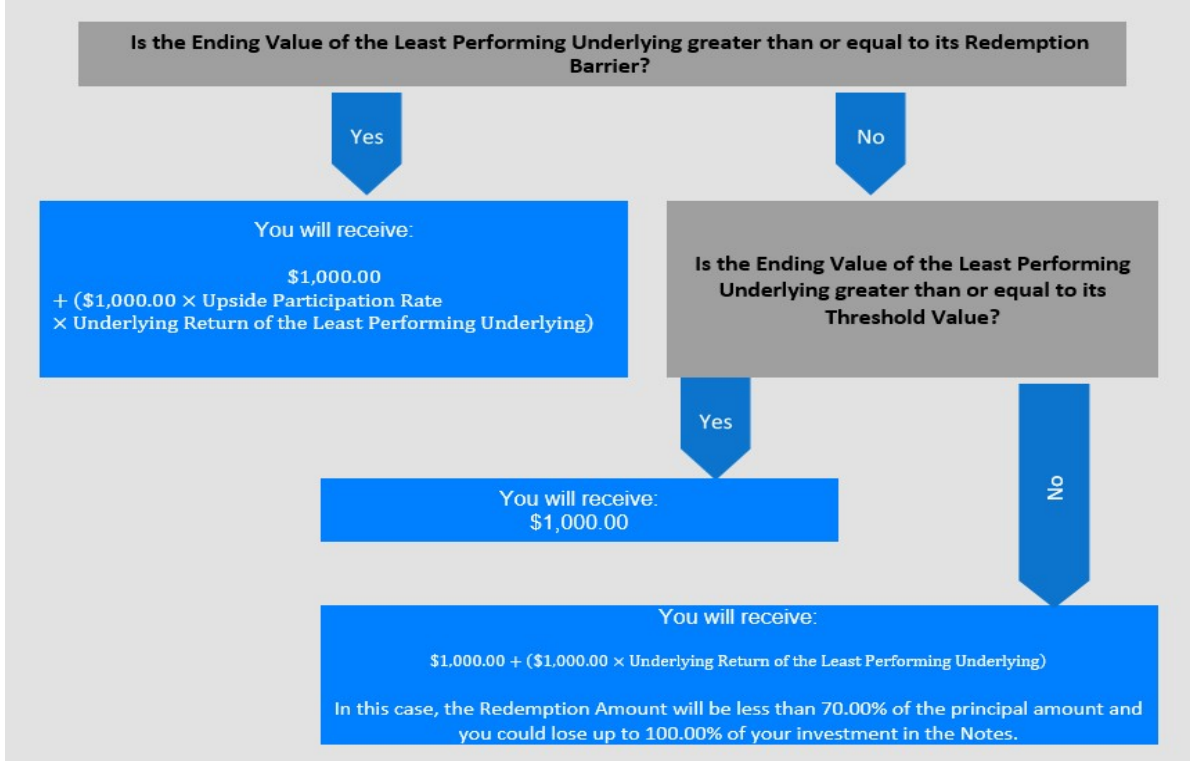 Is the Ending Value of the Least Performing Underlying greater than or equal to its Redemption
Barrier?
Yes
No
You will receive:
$1,000.00
+ ($1,000.00 × Upside Participation Rate
× Underlying Return of the Least Performing Underlying)
Is the Ending Value of the Least Performing
Underlying greater than or equal to its
Threshold Value?
Yes
No
You will receive:
$1,000.00
You will receive:
$1,000.00 + ($1,000.00 × Underlying Return of the Least Performing Underlying)
In this case, the Redemption Amount will be less than 70.00% of the principal amount and
you could lose up to 100.00% of your investment in the Notes.